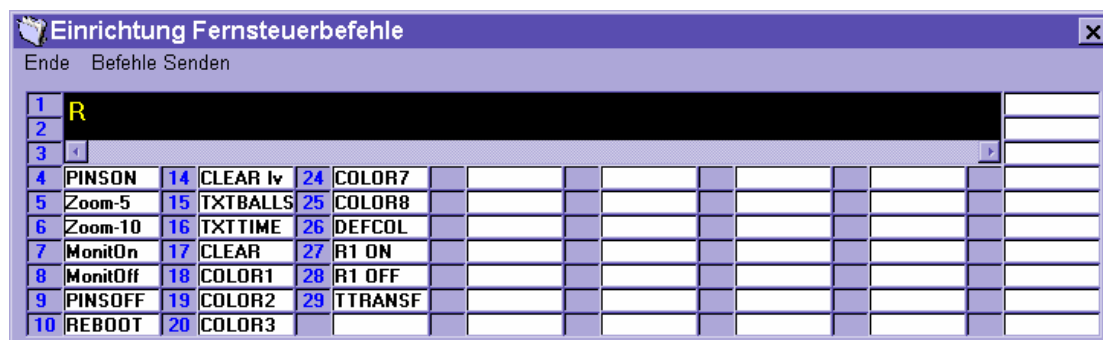 Einrichtung Fernsteuerbefehle
Ende Befehle Senden
1 R
2
3
4 PINSON 14 CLEAR lv 24 COLOR7
5 Zoom-5 15 TXTBALLS 25 COLOR8
6 Zoom-10 16 TXTTIME 26 DEFCOL
7 MonitOn 17 CLEAR 27 R1 ON
8 MonitOff 18 COLOR1 28 R1 OFF
9 PINSOFF 19 COLOR2 29 TTRANSF
10 REBOOT 20 COLOR3